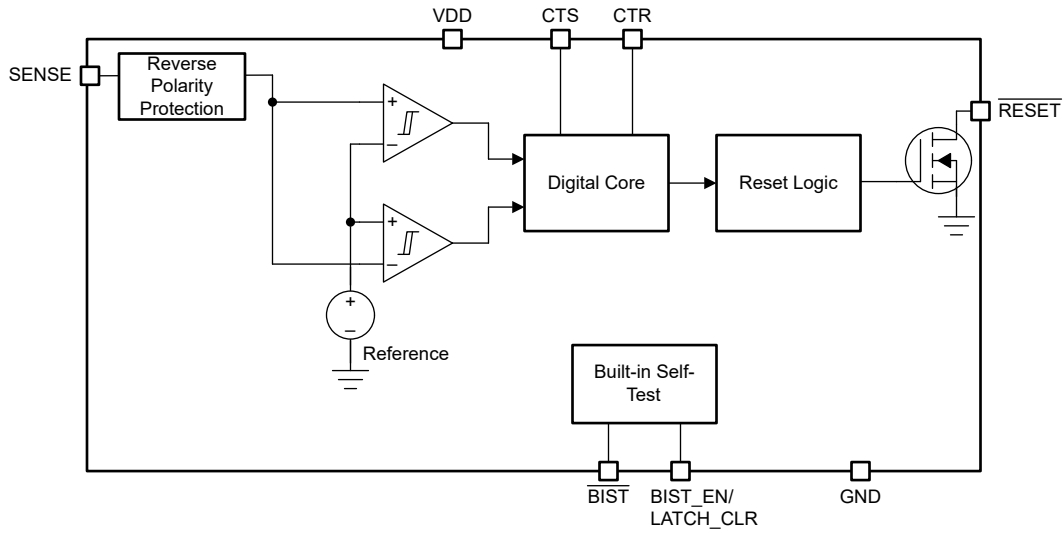 VDD
CTS
CTR
SENSE
Reverse
Polarity
Protection
RESET
+
−
Digital Core
Reset Logic
+
−
+
−
Reference
Built-in Self-
Test
BIST
BIST_EN/
LATCH_CLR
GND